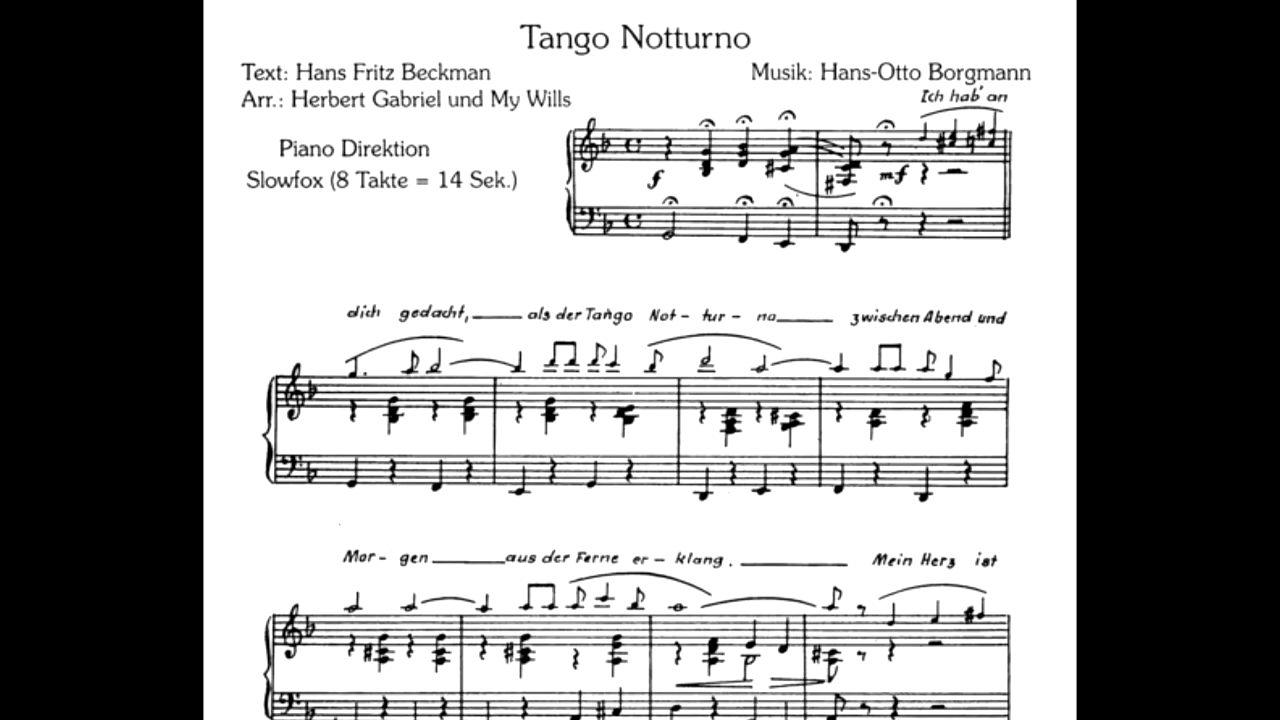 Tango Notturno
Text: Hans Fritz Beckman
Musik: Hans-Otto Borgmann
Arr.: Herbert Gabriel und My Wills
Ich hab' an
Piano Direktion
Slowfox (8 Takte = 14 Sek.)
f
mf
dich gedacht, als der Tango Not - tur - no zwischen Abend und
Mor - gen aus der Ferne er - klang. Mein Herz ist